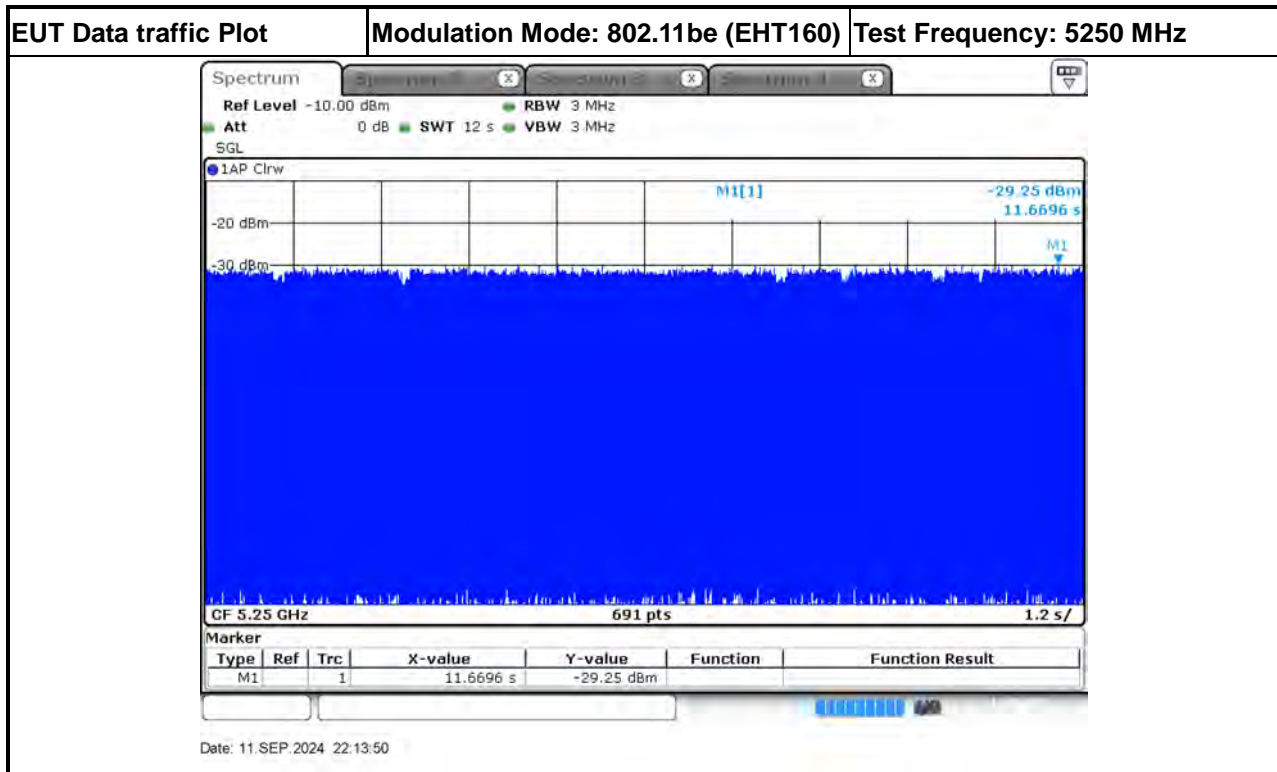 EUT Data traffic Plot Modulation Mode: 802.11be (EHT160) Test Frequency: 5250 MHz
Spectrum X X X
Ref Level -10.00 dBm RBW 3 MHz
Att 0 dB SWT 12 s VBW 3 MHz
SGL
1AP Clrw
M1[1] -29.25 dBm
11.6696 s
-20 dBm
M1
-30 dBm
CF 5.25 GHz 691 pts 1.2 s/
Marker
Type Ref Trc X-value Y-value Function Function Result
M1 1 11.6696 s -29.25 dBm
Date: 11.SEP.2024 22:13:50